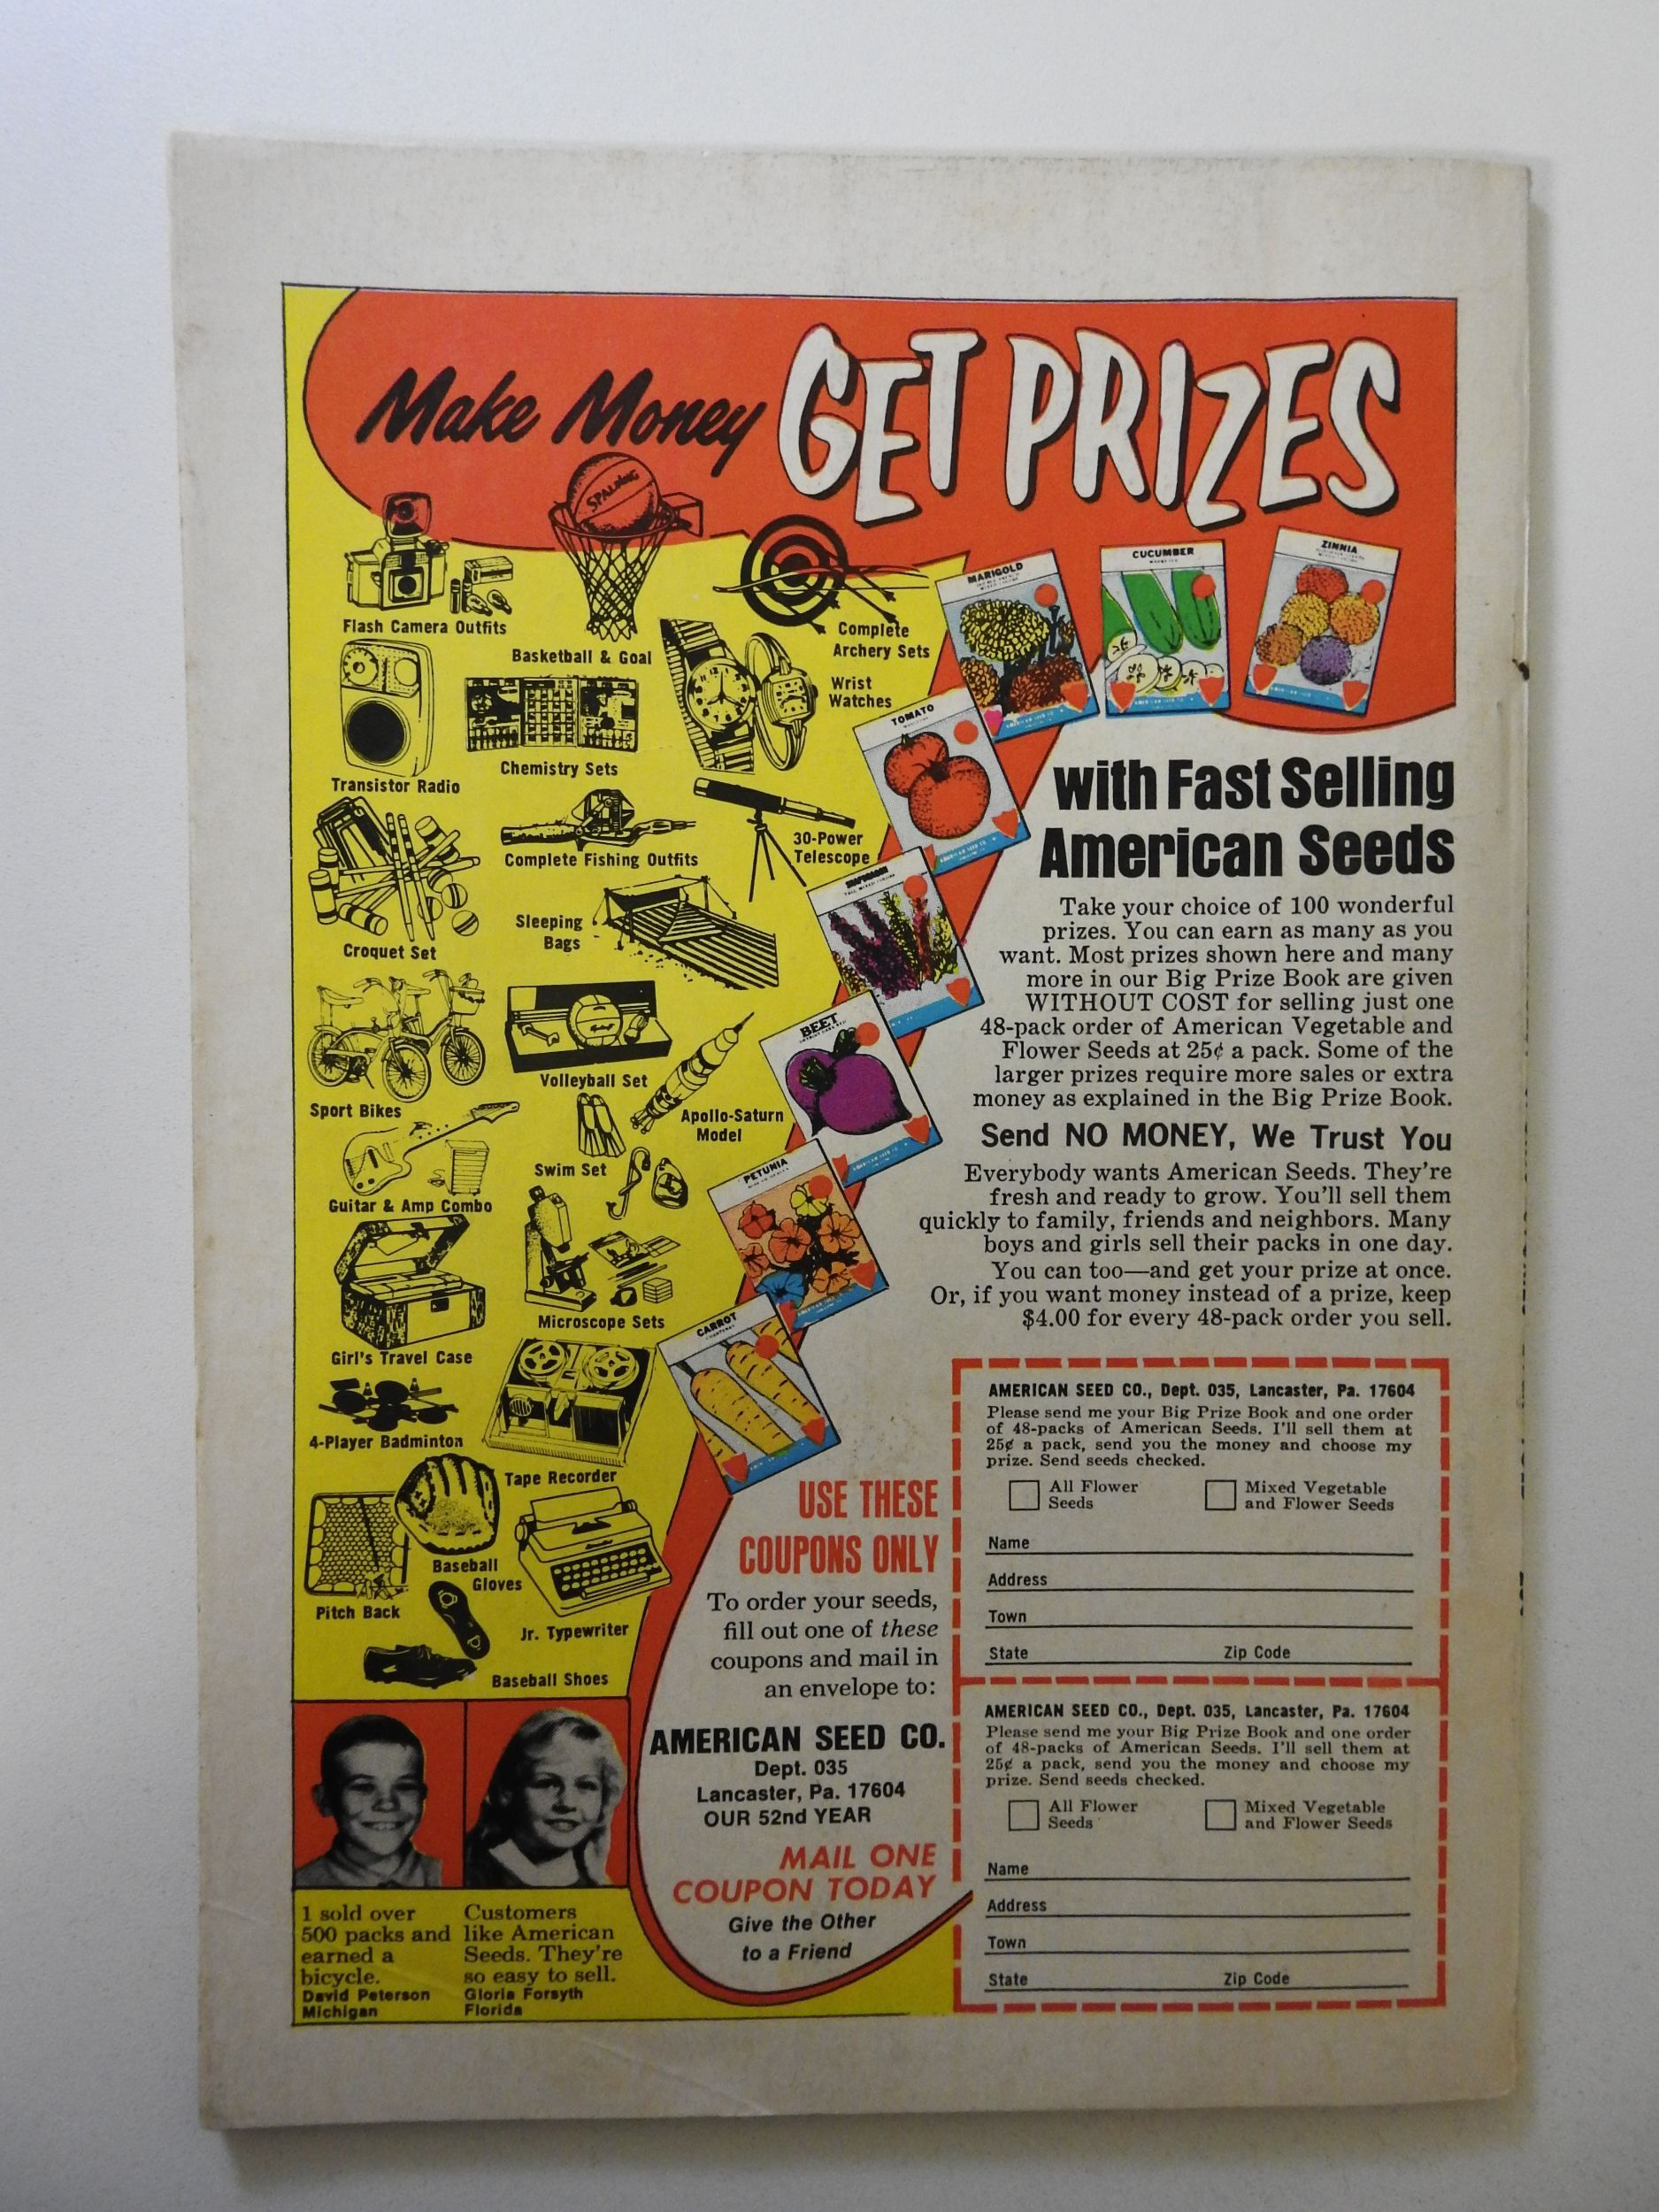 Make Money GET PRIZES
SPALDING
Flash Camera Outfits
Basketball & Goal
Complete
Archery Sets
Wrist
Watches
Transistor Radio
Chemistry Sets
30-Power
Telescope
Complete Fishing Outfits
Croquet Set
Sleeping
Bags
Sport Bikes
Volleyball Set
Apollo-Saturn
Model
Swim Set
Guitar & Amp Combo
Girl's Travel Case
Microscope Sets
4-Player Badminton
Tape Recorder
Pitch Back
Baseball
Gloves
Jr. Typewriter
Baseball Shoes
MARIGOLD
CUCUMBER
ZINNIA
TOMATO
BEET
PETUNIA
CARROT
with Fast Selling
American Seeds
Take your choice of 100 wonderful
prizes. You can earn as many as you
want. Most prizes shown here and many
more in our Big Prize Book are given
WITHOUT COST for selling just one
48-pack order of American Vegetable and
Flower Seeds at 25¢ a pack. Some of the
larger prizes require more sales or extra
money as explained in the Big Prize Book.
Send NO MONEY, We Trust You
Everybody wants American Seeds. They're
fresh and ready to grow. You'll sell them
quickly to family, friends and neighbors. Many
boys and girls sell their packs in one day.
You can too—and get your prize at once.
Or, if you want money instead of a prize, keep
$4.00 for every 48-pack order you sell.
USE THESE
COUPONS ONLY
To order your seeds,
fill out one of these
coupons and mail in
an envelope to:
AMERICAN SEED CO.
Dept. 035
Lancaster, Pa. 17604
OUR 52nd YEAR
MAIL ONE
COUPON TODAY
Give the Other
to a Friend
AMERICAN SEED CO., Dept. 035, Lancaster, Pa. 17604
Please send me your Big Prize Book and one order
of 48-packs of American Seeds. I'll sell them at
25¢ a pack, send you the money and choose my
prize. Send seeds checked.
All Flower
Seeds
Mixed Vegetable
and Flower Seeds
Name
Address
Town
State Zip Code
AMERICAN SEED CO., Dept. 035, Lancaster, Pa. 17604
Please send me your Big Prize Book and one order
of 48-packs of American Seeds. I'll sell them at
25¢ a pack, send you the money and choose my
prize. Send seeds checked.
All Flower
Seeds
Mixed Vegetable
and Flower Seeds
Name
Address
Town
State Zip Code
I sold over
500 packs and
earned a
bicycle.
David Peterson
Michigan
Customers
like American
Seeds. They're
so easy to sell.
Gloria Forsyth
Florida